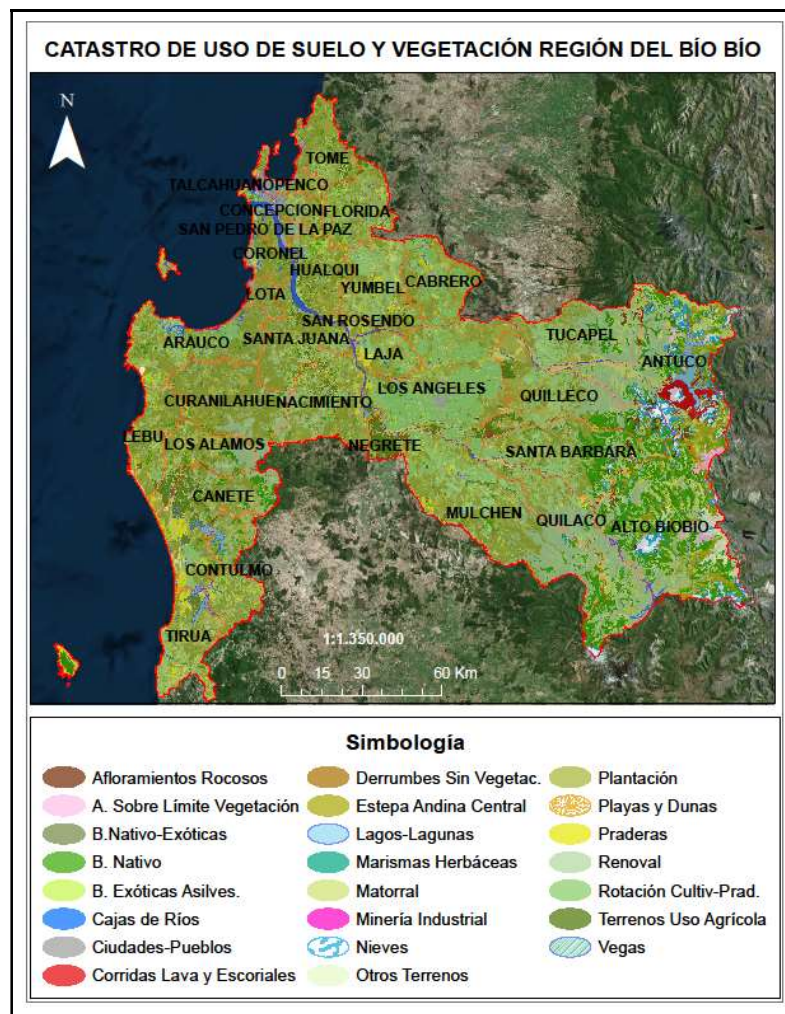 CATASTRO DE USO DE SUELO Y VEGETACIÓN REGIÓN DEL BÍO BÍO
N
TOME
TALCAHUANO PENCO
CONCEPCION FLORIDA
SAN PEDRO DE LA PAZ
CORONEL
HUALQUI
YUMBEL CABRERO
LOTA
SAN ROSENDO
TUCAPEL
ARAUCO SANTA JUANA
LAJA
ANTUCO
LOS ANGELES
QUILLECO
CURANILAHUE NACIMIENTO
LEBU LOS ALAMOS
NEGRETE
SANTA BARBARA
CANETE
MULCHEN QUILACO ALTO BIOBIO
CONTULMO
TIRUA
1:1.350.000
0 15 30 60 Km
Simbología
Afloramientos Rocosos
A. Sobre Límite Vegetación
B.Nativo-Exóticas
B. Nativo
B. Exóticas Asilves.
Cajas de Ríos
Ciudades-Pueblos
Corridas Lava y Escoriales
Derrumbes Sin Vegetac.
Estepa Andina Central
Lagos-Lagunas
Marismas Herbáceas
Matorral
Minería Industrial
Nieves
Otros Terrenos
Plantación
Playas y Dunas
Praderas
Renoval
Rotación Cultiv-Prad.
Terrenos Uso Agrícola
Vegas